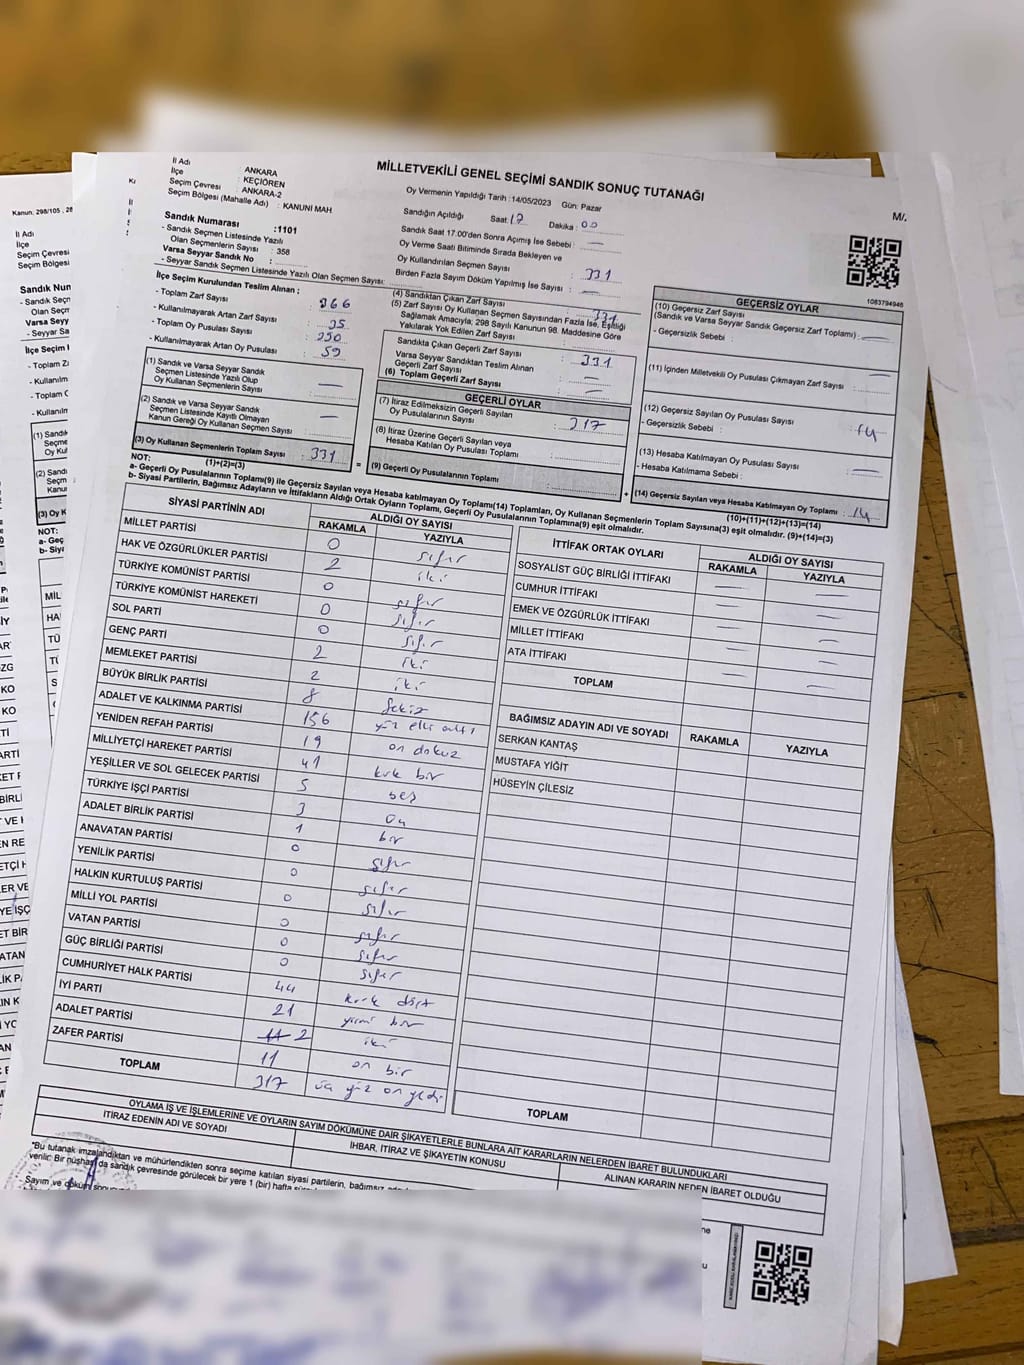 MİLLETVEKİLİ GENEL SEÇİMİ SANDIK SONUÇ TUTANAĞI
İl Adı ANKARA
İlçe KEÇİÖREN
Seçim Çevresi : ANKARA-2
Seçim Bölgesi (Mahalle Adı) : KANUNİ MAH
Oy Vermenin Yapıldığı Tarih :14/05/2023 Gün: Pazar
Sandığın Açıldığı Saat: 17 Dakika : 00
Sandık Saat 17.00'den Sonra Açımış İse Sebebi : —
Oy Verme Saati Bitiminde Sırada Bekleyen ve
Oy Kullandırılan Seçmen Sayısı : 331
Birden Fazla Sayım Döküm Yapılmış İse Sayısı : —
M/.
1083794946
Sandık Numarası :1101
- Sandık Seçmen Listesinde Yazılı
Olan Seçmenlerin Sayısı : 358
Varsa Seyyar Sandık No :
- Seyyar Sandık Seçmen Listesinde Yazılı Olan Seçmen Sayısı:
İlçe Seçim Kurulundan Teslim Alınan ;
- Toplam Zarf Sayısı : 366
- Kullanılmayarak Artan Zarf Sayısı : 35
- Toplam Oy Pusulası Sayısı :
- Kullanılmayarak Artan Oy Pusulası : 59
(1) Sandık ve Varsa Seyyar Sandık
Seçmen Listesinde Yazılı Olup
Oy Kullanan Seçmenlerin Sayısı : —
(2) Sandık ve Varsa Seyyar Sandık
Seçmen Listesinde Kayıtlı Olmayan
Kanun Gereği Oy Kullanan Seçmen Sayısı : —
(3) Oy Kullanan Seçmenlerin Toplam Sayısı : 331
(1)+(2)=(3)
(4) Sandıktan Çıkan Zarf Sayısı : 331
(5) Zarf Sayısı Oy Kullanan Seçmen Sayısından Fazla İse, Eşitliği
Sağlamak Amacıyla; 298 Sayılı Kanunun 98. Maddesine Göre
Yakılarak Yok Edilen Zarf Sayısı :
Sandıkta Çıkan Geçerli Zarf Sayısı : 331
Varsa Seyyar Sandıktan Teslim Alınan
Geçerli Zarf Sayısı :
(6) Toplam Geçerli Zarf Sayısı : —
GEÇERLİ OYLAR
(7) İtiraz Edilmeksizin Geçerli Sayılan
Oy Pusulalarının Sayısı : 317
(8) İtiraz Üzerine Geçerli Sayılan veya
Hesaba Katılan Oy Pusulası Toplamı :
= (9) Geçerli Oy Pusulalarının Toplamı : +
GEÇERSİZ OYLAR
(10) Geçersiz Zarf Sayısı
(Sandık ve Varsa Seyyar Sandık Geçersiz Zarf Toplamı) : —
- Geçersizlik Sebebi :
(11) İçinden Milletvekili Oy Pusulası Çıkmayan Zarf Sayısı : —
(12) Geçersiz Sayılan Oy Pusulası Sayısı : 14
- Geçersizlik Sebebi :
(13) Hesaba Katılmayan Oy Pusulası Sayısı : —
- Hesaba Katılmama Sebebi :
(14) Geçersiz Sayılan veya Hesaba Katılmayan Oy Toplamı : 14
(10)+(11)+(12)+(13)=(14)
NOT:
a- Geçerli Oy Pusulalarının Toplamı(9) ile Geçersiz Sayılan veya Hesaba katılmayan Oy Toplamı(14) Toplamları, Oy Kullanan Seçmenlerin Toplam Sayısına(3) eşit olmalıdır. (9)+(14)=(3)
b- Siyasi Partilerin, Bağımsız Adayların ve İttifakların Aldığı Ortak Oyların Toplamı, Geçerli Oy Pusulalarının Toplamına(9) eşit olmalıdır.
SİYASİ PARTİNİN ADI ALDIĞI OY SAYISI
RAKAMLA YAZIYLA
MİLLET PARTİSİ 0 sıfır
HAK VE ÖZGÜRLÜKLER PARTİSİ 2 iki
TÜRKİYE KOMÜNİST PARTİSİ 0 sıfır
TÜRKİYE KOMÜNİST HAREKETİ 0 sıfır
SOL PARTİ 0 sıfır
GENÇ PARTİ 2 iki
MEMLEKET PARTİSİ 2 iki
BÜYÜK BİRLİK PARTİSİ 8 sekiz
ADALET VE KALKINMA PARTİSİ 156 yüz elli altı
YENİDEN REFAH PARTİSİ 19 on dokuz
MİLLİYETÇİ HAREKET PARTİSİ 41 kırk bir
YEŞİLLER VE SOL GELECEK PARTİSİ 5 beş
TÜRKİYE İŞÇİ PARTİSİ 3 üç
ADALET BİRLİK PARTİSİ 1 bir
ANAVATAN PARTİSİ 0 sıfır
YENİLİK PARTİSİ 0 sıfır
HALKIN KURTULUŞ PARTİSİ 0 sıfır
MİLLİ YOL PARTİSİ 0 sıfır
VATAN PARTİSİ 0 sıfır
GÜÇ BİRLİĞİ PARTİSİ 0 sıfır
CUMHURİYET HALK PARTİSİ 44 kırk dört
İYİ PARTİ 21 yirmi bir
ADALET PARTİSİ 2 iki
ZAFER PARTİSİ 11 on bir
TOPLAM 317 üç yüz on yedi
İTTİFAK ORTAK OYLARI ALDIĞI OY SAYISI
RAKAMLA YAZIYLA
SOSYALİST GÜÇ BİRLİĞİ İTTİFAKI — —
CUMHUR İTTİFAKI — —
EMEK VE ÖZGÜRLÜK İTTİFAKI — —
MİLLET İTTİFAKI — —
ATA İTTİFAKI — —
TOPLAM
BAĞIMSIZ ADAYIN ADI VE SOYADI RAKAMLA YAZIYLA
SERKAN KANTAŞ
MUSTAFA YİĞİT
HÜSEYİN ÇİLESİZ
TOPLAM
OYLAMA İŞ VE İŞLEMLERİNE VE OYLARIN SAYIM DÖKÜMÜNE DAİR ŞİKAYETLERLE BUNLARA AİT KARARLARIN NELERDEN İBARET BULUNDUKLARI
İTİRAZ EDENİN ADI VE SOYADI İHBAR, İTİRAZ VE ŞİKAYETİN KONUSU ALINAN KARARIN NEDEN İBARET OLDUĞU
"Bu tutanak imzalandıktan ve mühürlendikten sonra seçime katılan siyasi partilerin, bağımsız
verilir. Bir nüshası da sandık çevresinde görülecek bir yere 1 (bir) hafta
Sayım ve döküm